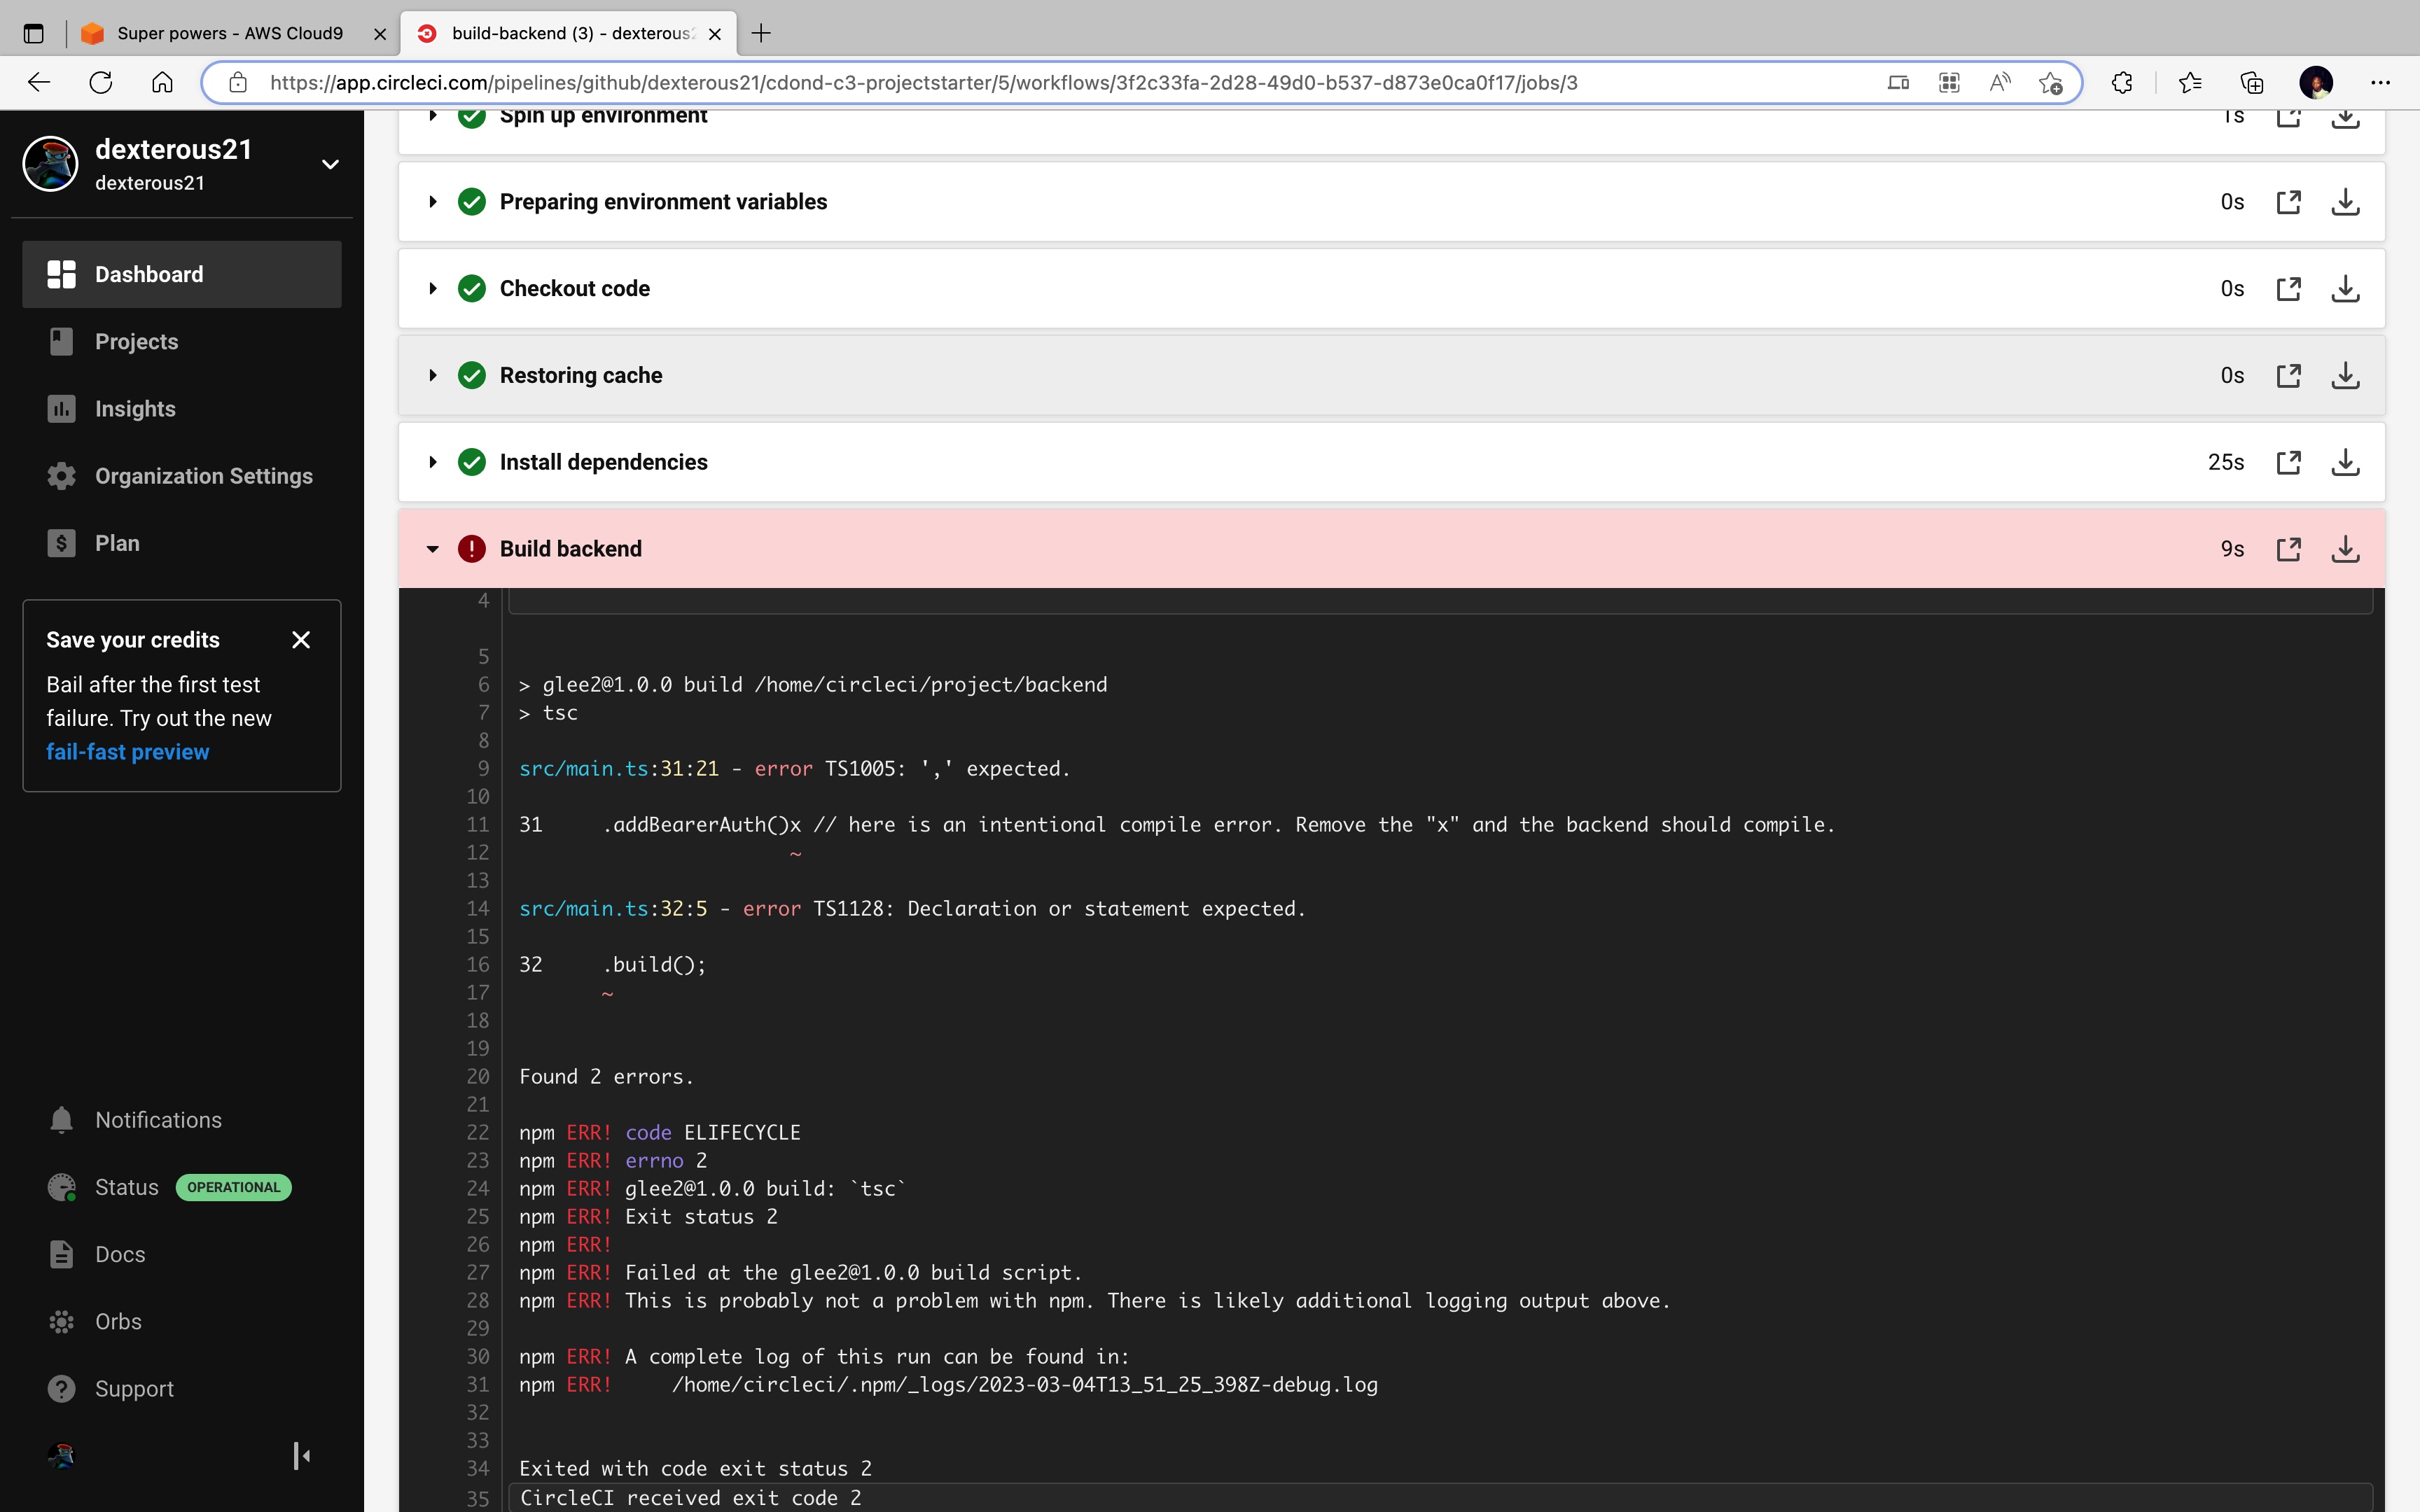 Super powers - AWS Cloud9
build-backend (3) - dexterous2
https://app.circleci.com/pipelines/github/dexterous21/cdond-c3-projectstarter/5/workflows/3f2c33fa-2d28-49d0-b537-d873e0ca0f17/jobs/3
dexterous21
dexterous21
Dashboard
Projects
Insights
Organization Settings
Plan
Save your credits
Bail after the first test
failure. Try out the new
fail-fast preview
Notifications
Status OPERATIONAL
Docs
Orbs
Support
Spin up environment 1s
Preparing environment variables 0s
Checkout code 0s
Restoring cache 0s
Install dependencies 25s
Build backend 9s
4
5
6 > glee2@1.0.0 build /home/circleci/project/backend
7 > tsc
8
9 src/main.ts:31:21 - error TS1005: ',' expected.
10
11 31     .addBearerAuth()x // here is an intentional compile error. Remove the "x" and the backend should compile.
12 ~
13
14 src/main.ts:32:5 - error TS1128: Declaration or statement expected.
15
16 32     .build();
17 ~
18
19
20 Found 2 errors.
21
22 npm ERR! code ELIFECYCLE
23 npm ERR! errno 2
24 npm ERR! glee2@1.0.0 build: `tsc`
25 npm ERR! Exit status 2
26 npm ERR!
27 npm ERR! Failed at the glee2@1.0.0 build script.
28 npm ERR! This is probably not a problem with npm. There is likely additional logging output above.
29
30 npm ERR! A complete log of this run can be found in:
31 npm ERR!     /home/circleci/.npm/_logs/2023-03-04T13_51_25_398Z-debug.log
32
33
34 Exited with code exit status 2
35 CircleCI received exit code 2